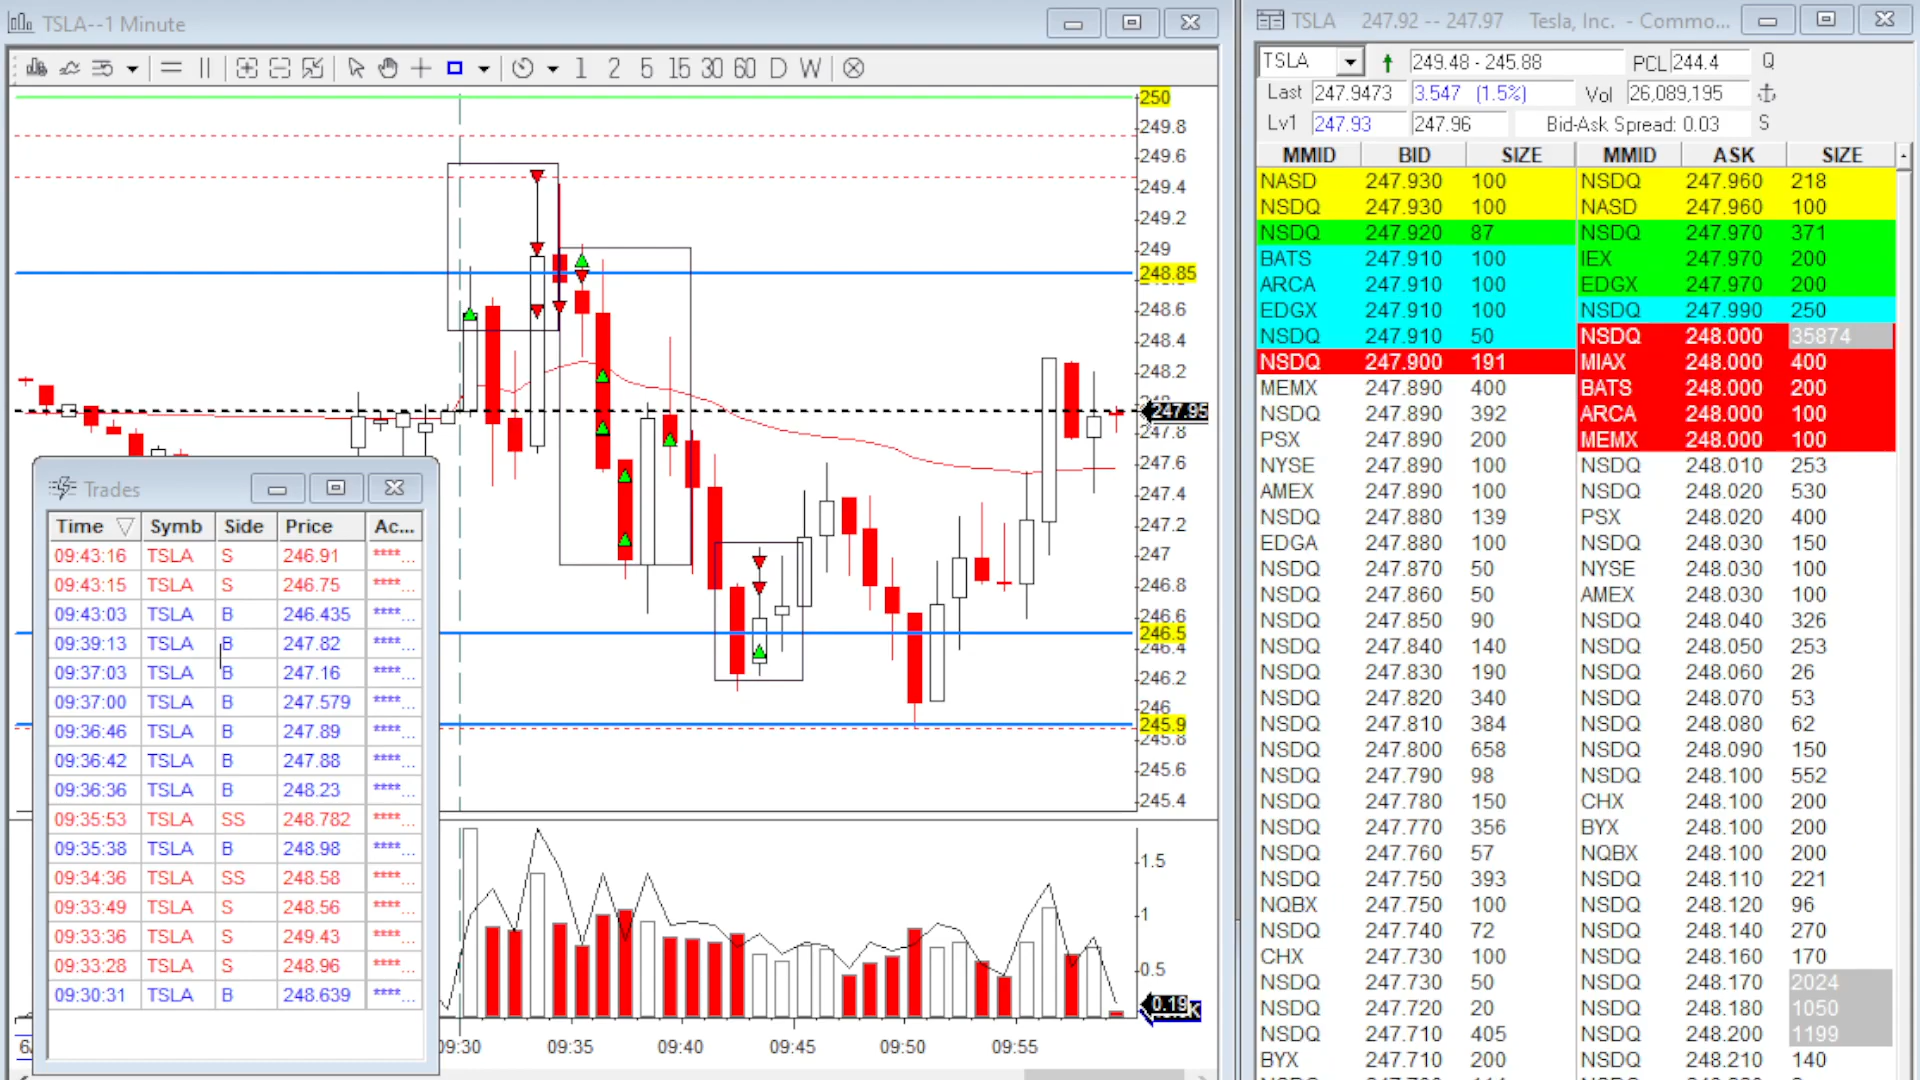 TSLA--1 Minute
1 2 5 15 30 60 D W
250
249.8
249.6
249.4
249.2
249
248.85
248.6
248.4
248.2
247.95
247.8
247.6
247.4
247.2
247
246.8
246.6
246.5
246.4
246.2
246
245.9
245.8
245.6
245.4
1.5
1
0.5
0.19
09:30 09:35 09:40 09:45 09:50 09:55
Trades
Time Symb Side Price Ac...
09:43:16 TSLA S 246.91 ****...
09:43:15 TSLA S 246.75 ****...
09:43:03 TSLA B 246.435 ****...
09:39:13 TSLA B 247.82 ****...
09:37:03 TSLA B 247.16 ****...
09:37:00 TSLA B 247.579 ****...
09:36:46 TSLA B 247.89 ****...
09:36:42 TSLA B 247.88 ****...
09:36:36 TSLA B 248.23 ****...
09:35:53 TSLA SS 248.782 ****...
09:35:38 TSLA B 248.98 ****...
09:34:36 TSLA SS 248.58 ****...
09:33:49 TSLA S 248.56 ****...
09:33:36 TSLA S 249.43 ****...
09:33:28 TSLA S 248.96 ****...
09:30:31 TSLA B 248.639 ****...
TSLA 247.92 -- 247.97 Tesla, Inc. - Commo...
TSLA 249.48 - 245.88 PCL 244.4 Q
Last 247.9473 3.547 (1.5%) Vol 26,089,195
Lv1 247.93 247.96 Bid-Ask Spread: 0.03 S
MMID BID SIZE MMID ASK SIZE
NASD 247.930 100 NSDQ 247.960 218
NSDQ 247.930 100 NASD 247.960 100
NSDQ 247.920 87 NSDQ 247.970 371
BATS 247.910 100 IEX 247.970 200
ARCA 247.910 100 EDGX 247.970 200
EDGX 247.910 100 NSDQ 247.990 250
NSDQ 247.910 50 NSDQ 248.000 35874
NSDQ 247.900 191 MIAX 248.000 400
MEMX 247.890 400 BATS 248.000 200
NSDQ 247.890 392 ARCA 248.000 100
PSX 247.890 200 MEMX 248.000 100
NYSE 247.890 100 NSDQ 248.010 253
AMEX 247.890 100 NSDQ 248.020 530
NSDQ 247.880 139 PSX 248.020 400
EDGA 247.880 100 NSDQ 248.030 150
NSDQ 247.870 50 NYSE 248.030 100
NSDQ 247.860 50 AMEX 248.030 100
NSDQ 247.850 90 NSDQ 248.040 326
NSDQ 247.840 140 NSDQ 248.050 253
NSDQ 247.830 190 NSDQ 248.060 26
NSDQ 247.820 340 NSDQ 248.070 53
NSDQ 247.810 384 NSDQ 248.080 62
NSDQ 247.800 658 NSDQ 248.090 150
NSDQ 247.790 98 NSDQ 248.100 552
NSDQ 247.780 150 CHX 248.100 200
NSDQ 247.770 356 BYX 248.100 200
NSDQ 247.760 57 NQBX 248.100 200
NSDQ 247.750 393 NSDQ 248.110 221
NQBX 247.750 100 NSDQ 248.120 96
NSDQ 247.740 72 NSDQ 248.140 270
CHX 247.730 100 NSDQ 248.160 170
NSDQ 247.730 50 NSDQ 248.170 2024
NSDQ 247.720 20 NSDQ 248.180 1050
NSDQ 247.710 405 NSDQ 248.200 1199
BYX 247.710 200 NSDQ 248.210 140